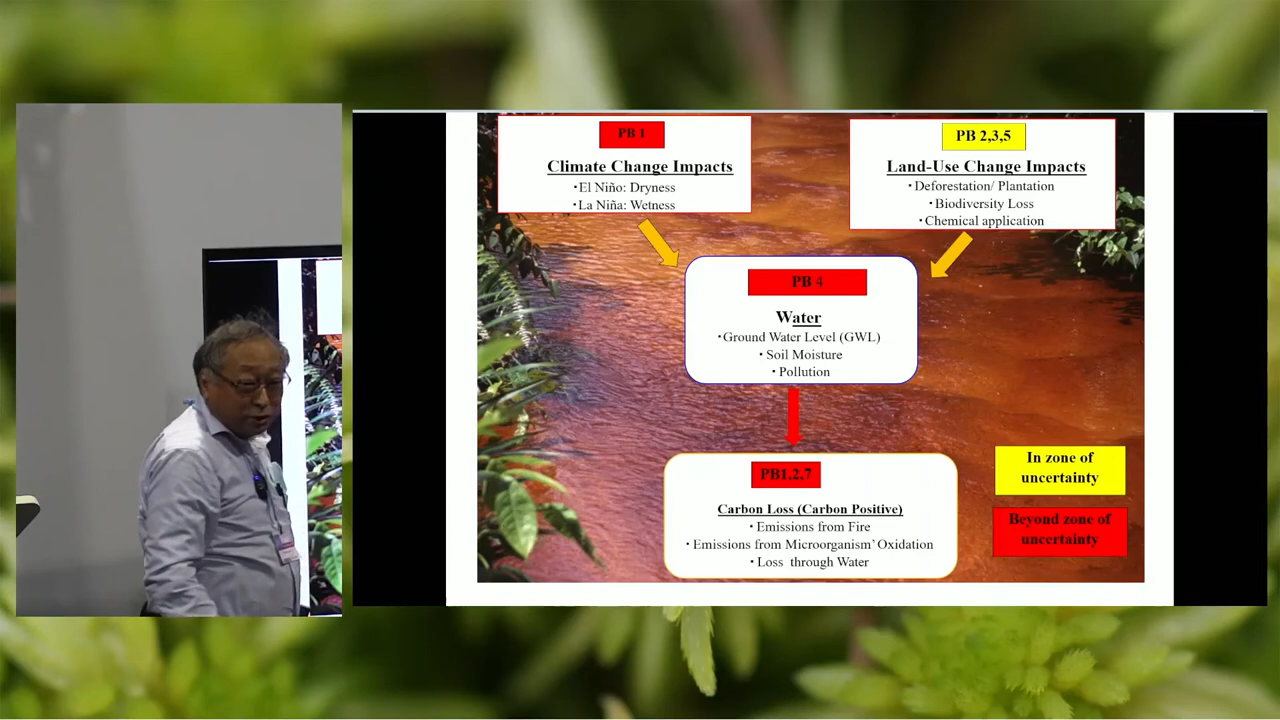 PB 1
Climate Change Impacts
・El Niño: Dryness
・La Niña: Wetness
PB 2,3,5
Land-Use Change Impacts
・Deforestation/ Plantation
・Biodiversity Loss
・Chemical application
PB 4
Water
・Ground Water Level (GWL)
・Soil Moisture
・Pollution
PB1,2,7
Carbon Loss (Carbon Positive)
・Emissions from Fire
・Emissions from Microorganism’Oxidation
・Loss through Water
In zone of
uncertainty
Beyond zone of
uncertainty